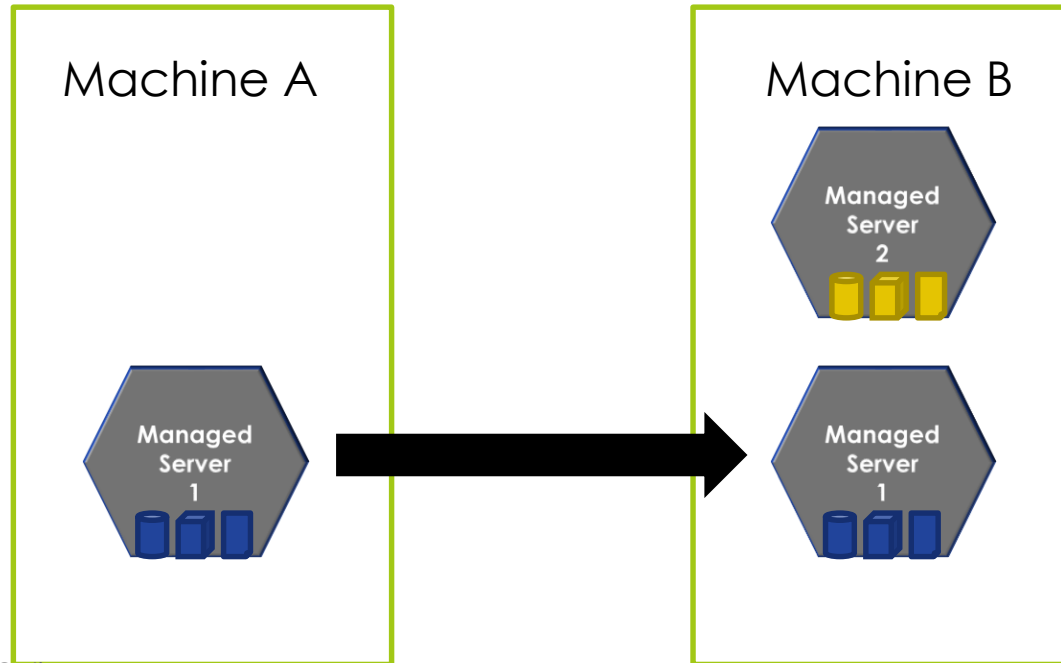 Machine A
Machine B
Managed
Server
2
Managed
Server
1
Managed
Server
1